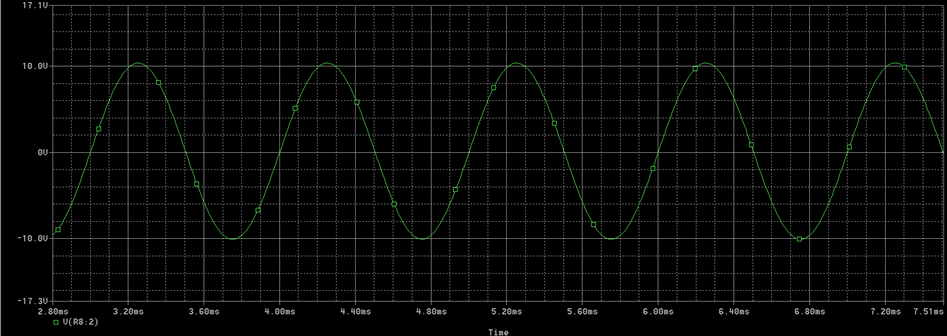 17.1V
10.0V
0V
-10.0V
-17.3V
2.80ms 3.20ms 3.60ms 4.00ms 4.40ms 4.80ms 5.20ms 5.60ms 6.00ms 6.40ms 6.80ms 7.20ms 7.51ms
V(R8:2)
Time